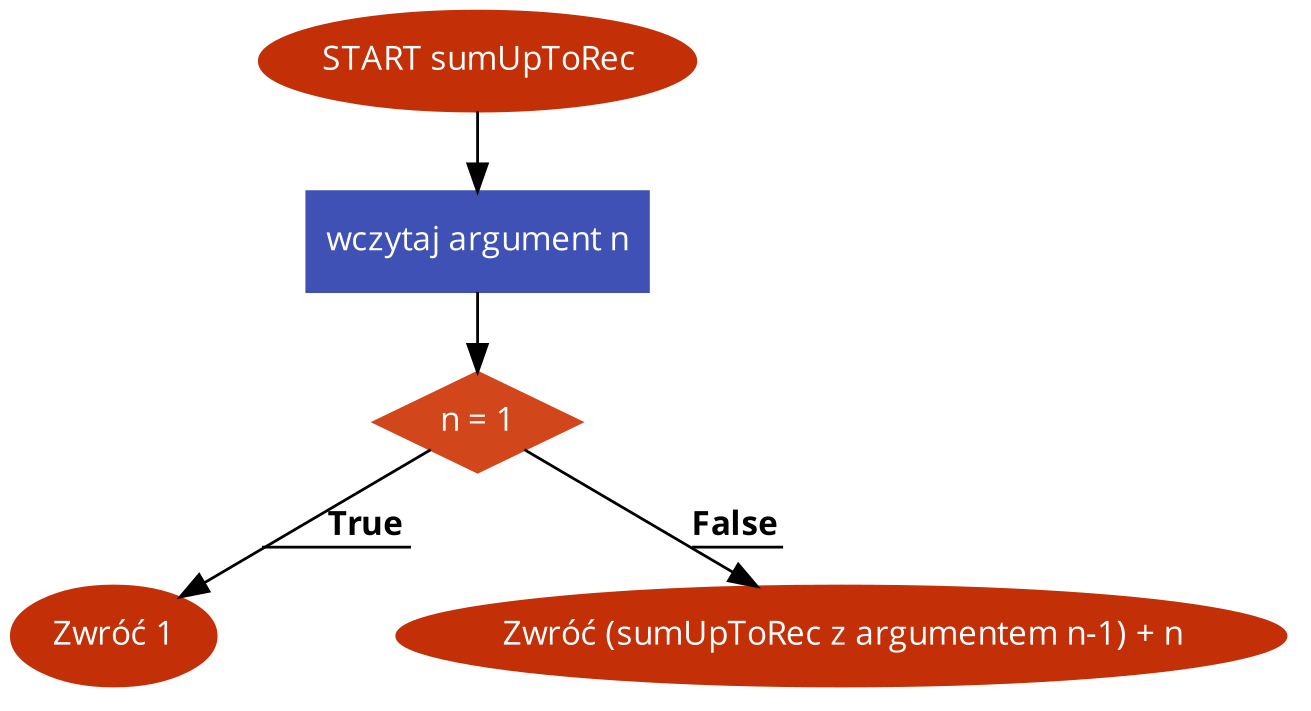 START sumUpToRec
wczytaj argument n
n = 1
True
False
Zwróć 1
Zwróć (sumUpToRec z argumentem n-1) + n